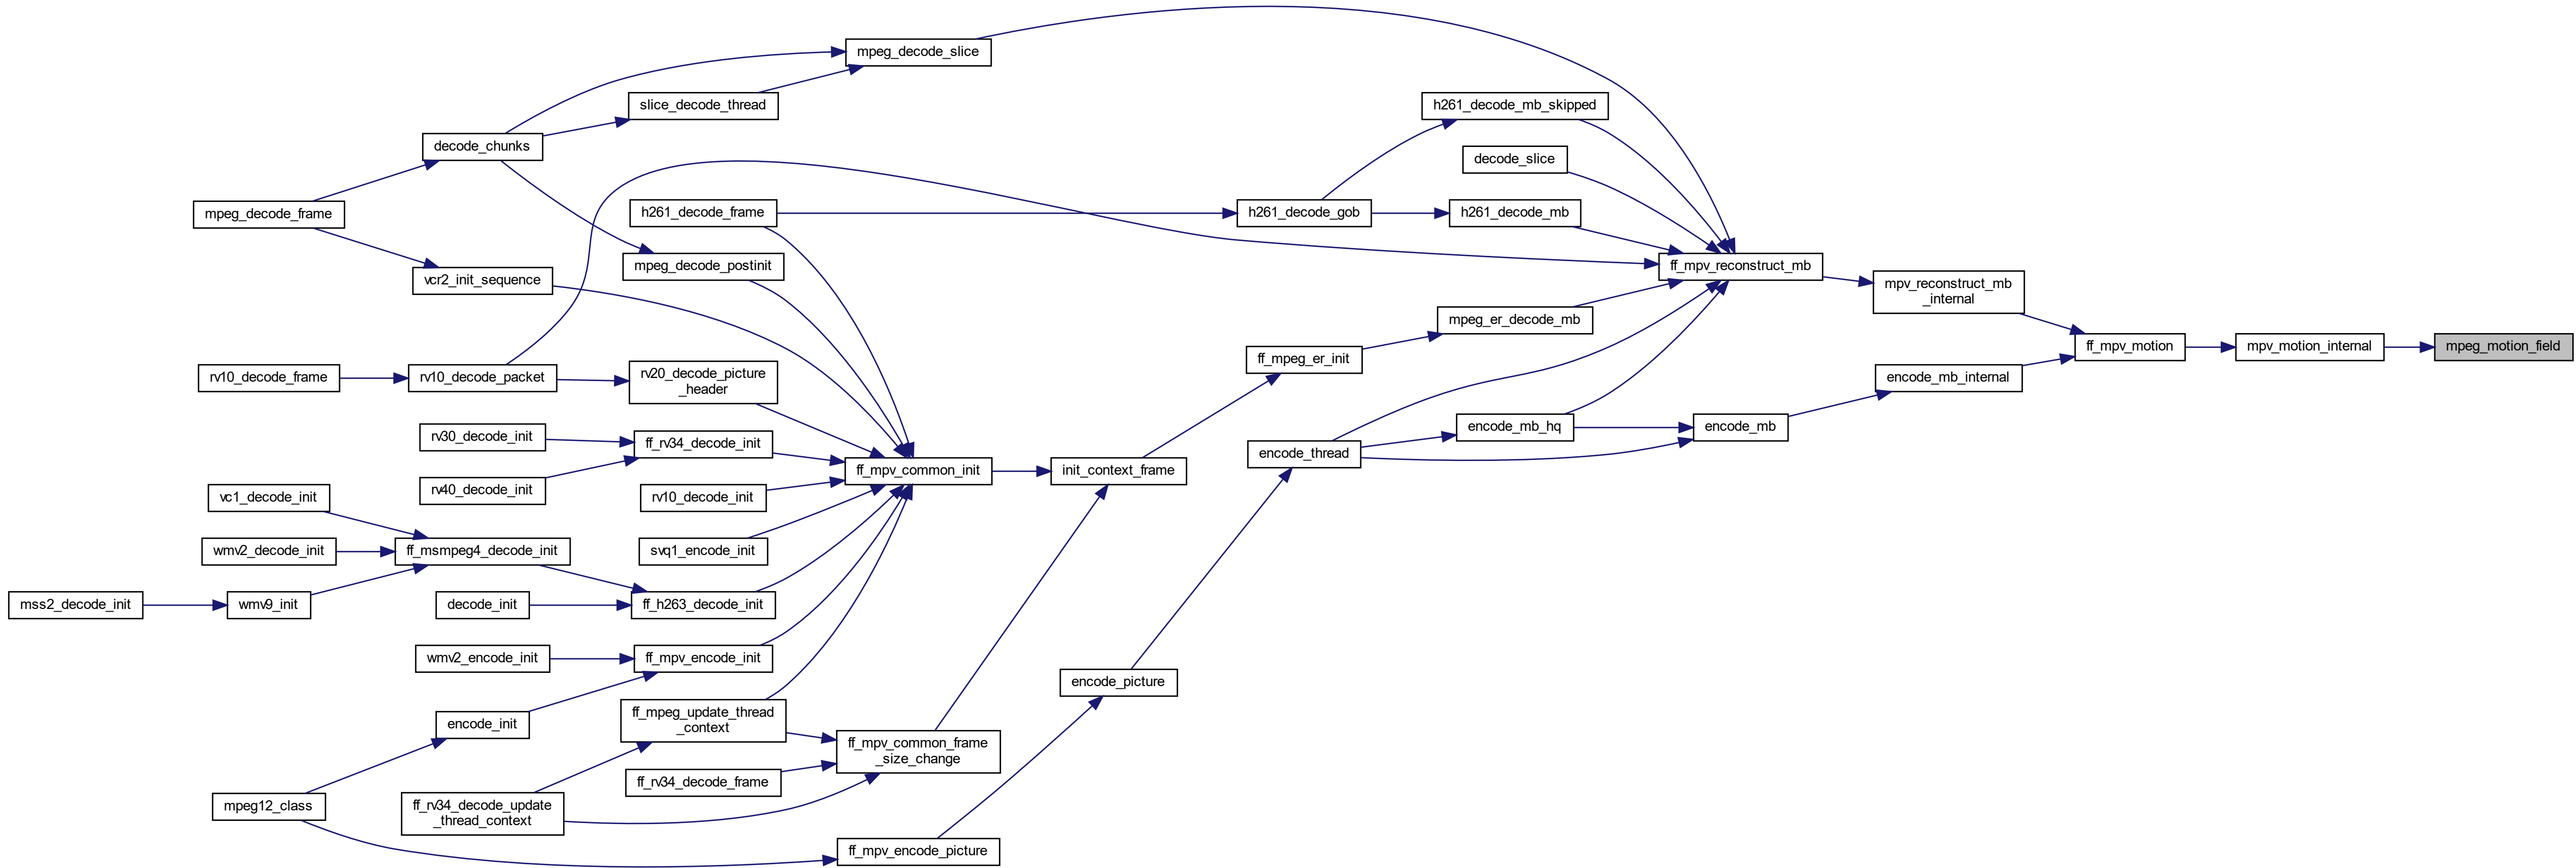 mpeg_decode_slice
slice_decode_thread
h261_decode_mb_skipped
decode_chunks
decode_slice
mpeg_decode_frame
h261_decode_frame
h261_decode_gob
h261_decode_mb
mpeg_decode_postinit
ff_mpv_reconstruct_mb
vcr2_init_sequence
mpv_reconstruct_mb
_internal
mpeg_er_decode_mb
ff_mpeg_er_init
ff_mpv_motion
mpv_motion_internal
mpeg_motion_field
rv10_decode_frame
rv10_decode_packet
rv20_decode_picture
_header
encode_mb_internal
rv30_decode_init
ff_rv34_decode_init
encode_mb_hq
encode_mb
encode_thread
ff_mpv_common_init
init_context_frame
rv40_decode_init
rv10_decode_init
vc1_decode_init
wmv2_decode_init
ff_msmpeg4_decode_init
svq1_encode_init
mss2_decode_init
wmv9_init
decode_init
ff_h263_decode_init
wmv2_encode_init
ff_mpv_encode_init
encode_picture
encode_init
ff_mpeg_update_thread
_context
ff_mpv_common_frame
_size_change
ff_rv34_decode_frame
mpeg12_class
ff_rv34_decode_update
_thread_context
ff_mpv_encode_picture